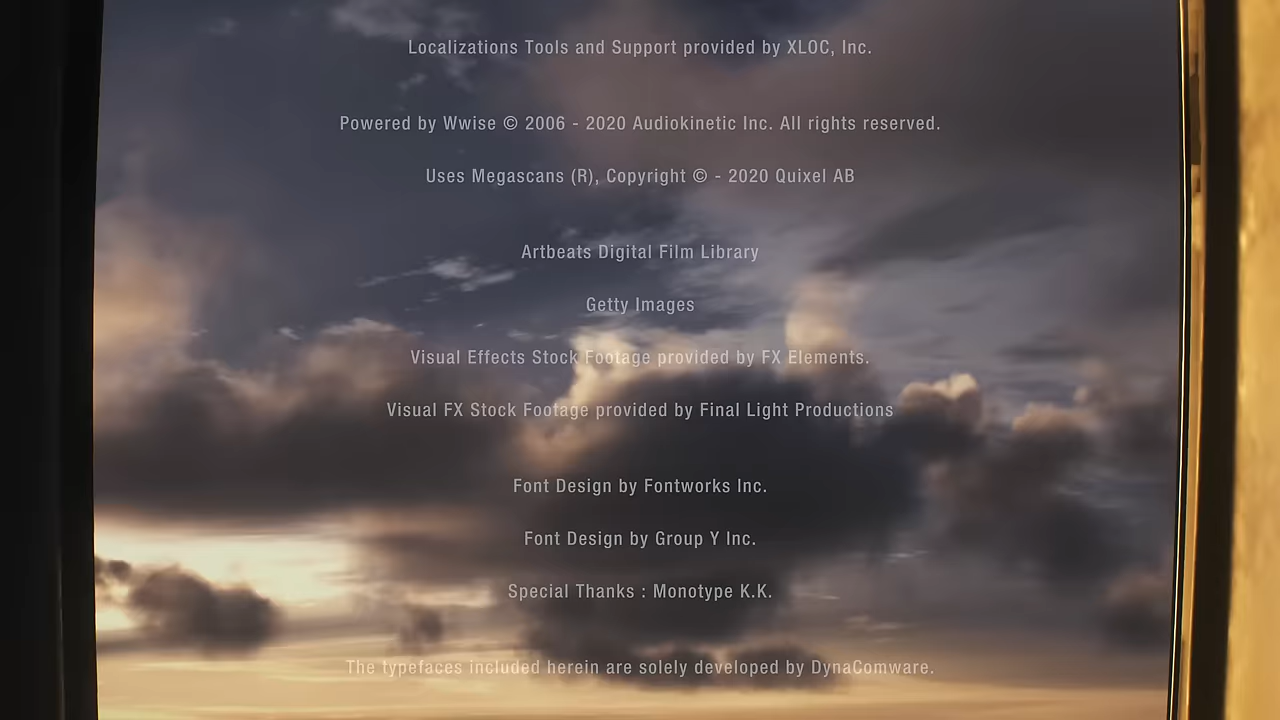 Localizations Tools and Support provided by XLOC, Inc.
Powered by Wwise © 2006 - 2020 Audiokinetic Inc. All rights reserved.
Uses Megascans (R), Copyright © - 2020 Quixel AB
Artbeats Digital Film Library
Getty Images
Visual Effects Stock Footage provided by FX Elements.
Visual FX Stock Footage provided by Final Light Productions
Font Design by Fontworks Inc.
Font Design by Group Y Inc.
Special Thanks : Monotype K.K.
The typefaces included herein are solely developed by DynaComware.